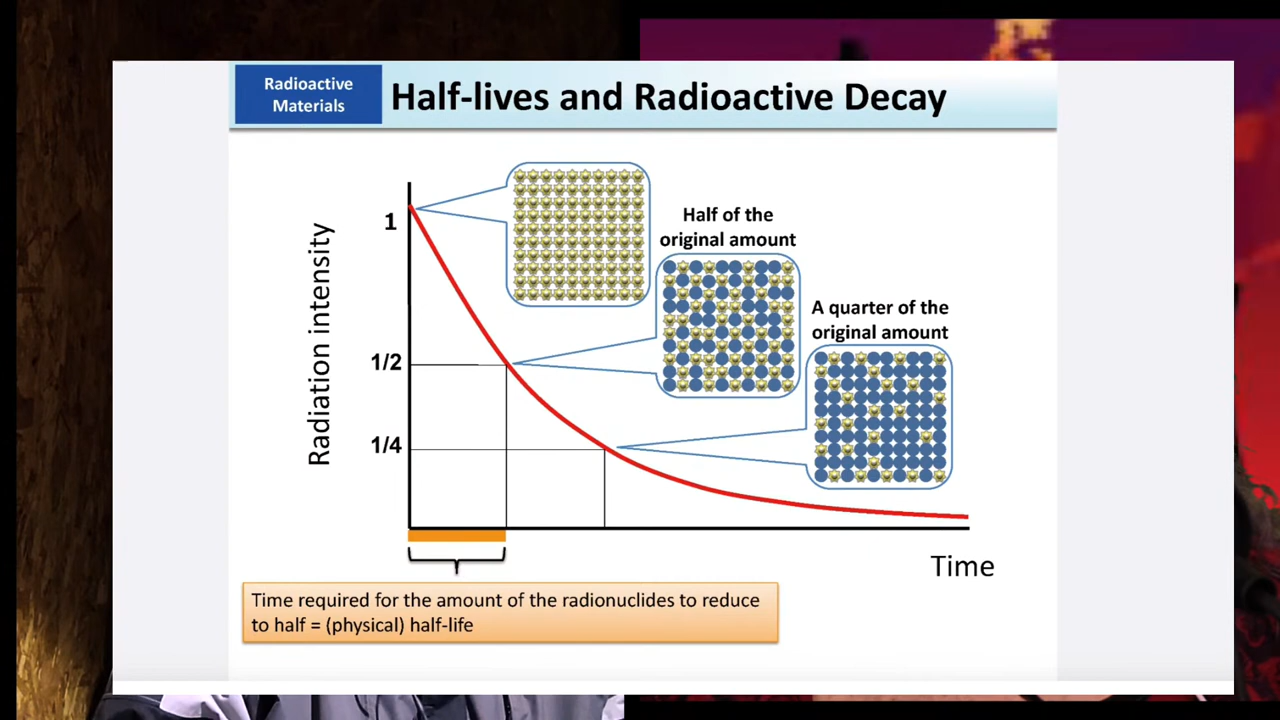 Radioactive
Materials
Half-lives and Radioactive Decay
Radiation intensity
1
1/2
1/4
Half of the
original amount
A quarter of the
original amount
Time
Time required for the amount of the radionuclides to reduce
to half = (physical) half-life